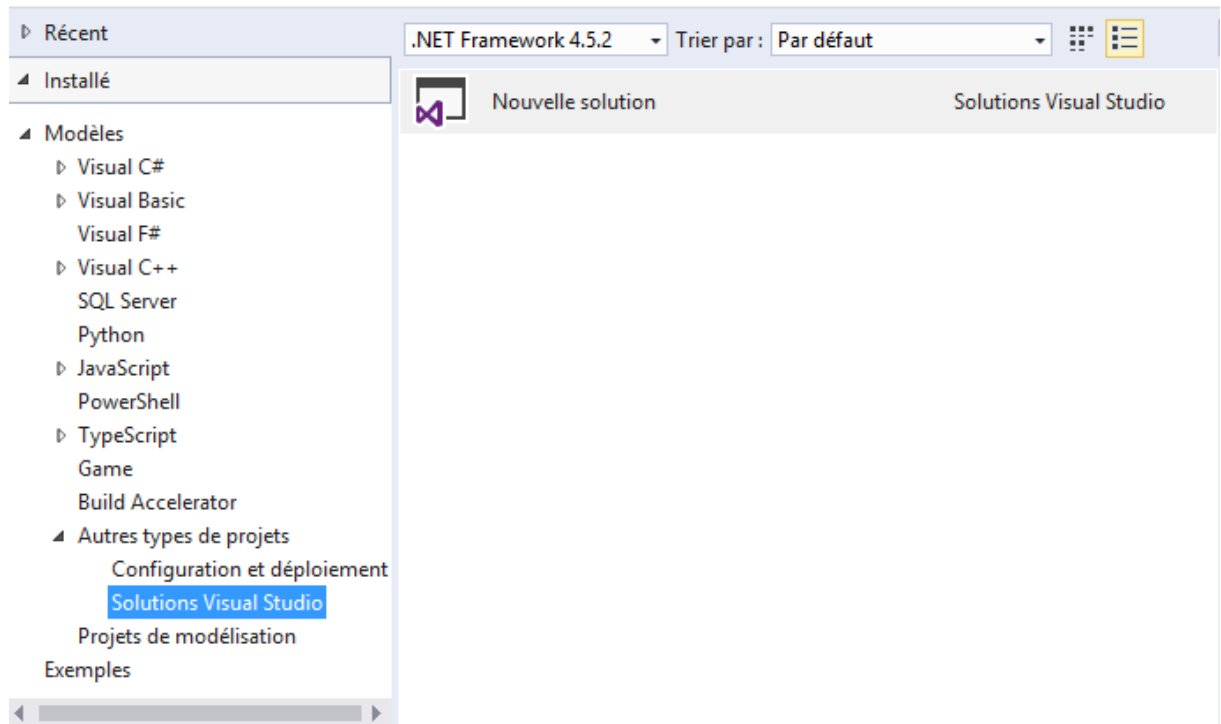 Récent
Installé
Modèles
Visual C#
Visual Basic
Visual F#
Visual C++
SQL Server
Python
JavaScript
PowerShell
TypeScript
Game
Build Accelerator
Autres types de projets
Configuration et déploiement
Solutions Visual Studio
Projets de modélisation
Exemples
.NET Framework 4.5.2 Trier par : Par défaut
Nouvelle solution Solutions Visual Studio